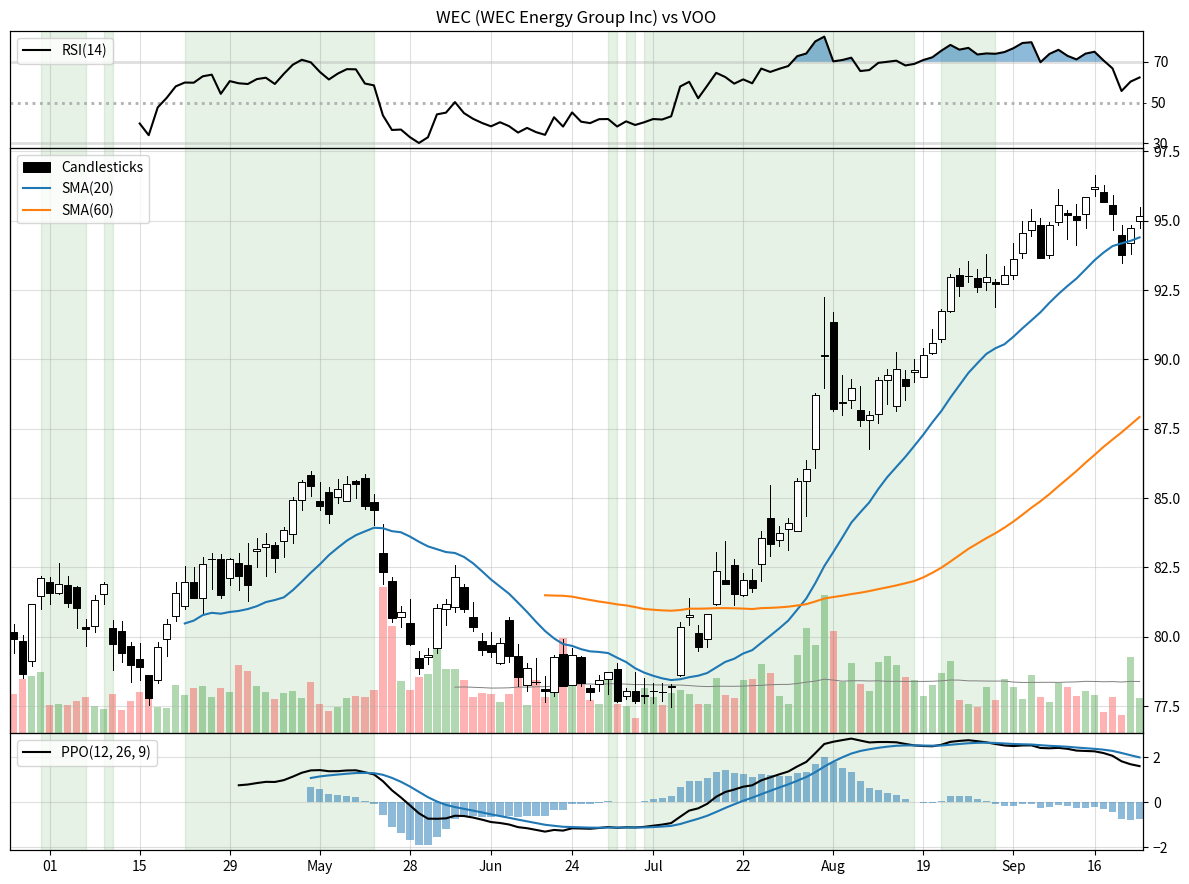 WEC (WEC Energy Group Inc) vs VOO
RSI(14)
70
50
30
97.5
Candlesticks
SMA(20)
SMA(60)
95.0
92.5
90.0
87.5
85.0
82.5
80.0
77.5
PPO(12, 26, 9)
2
0
−2
01 15 29 May 28 Jun 24 Jul 22 Aug 19 Sep 16